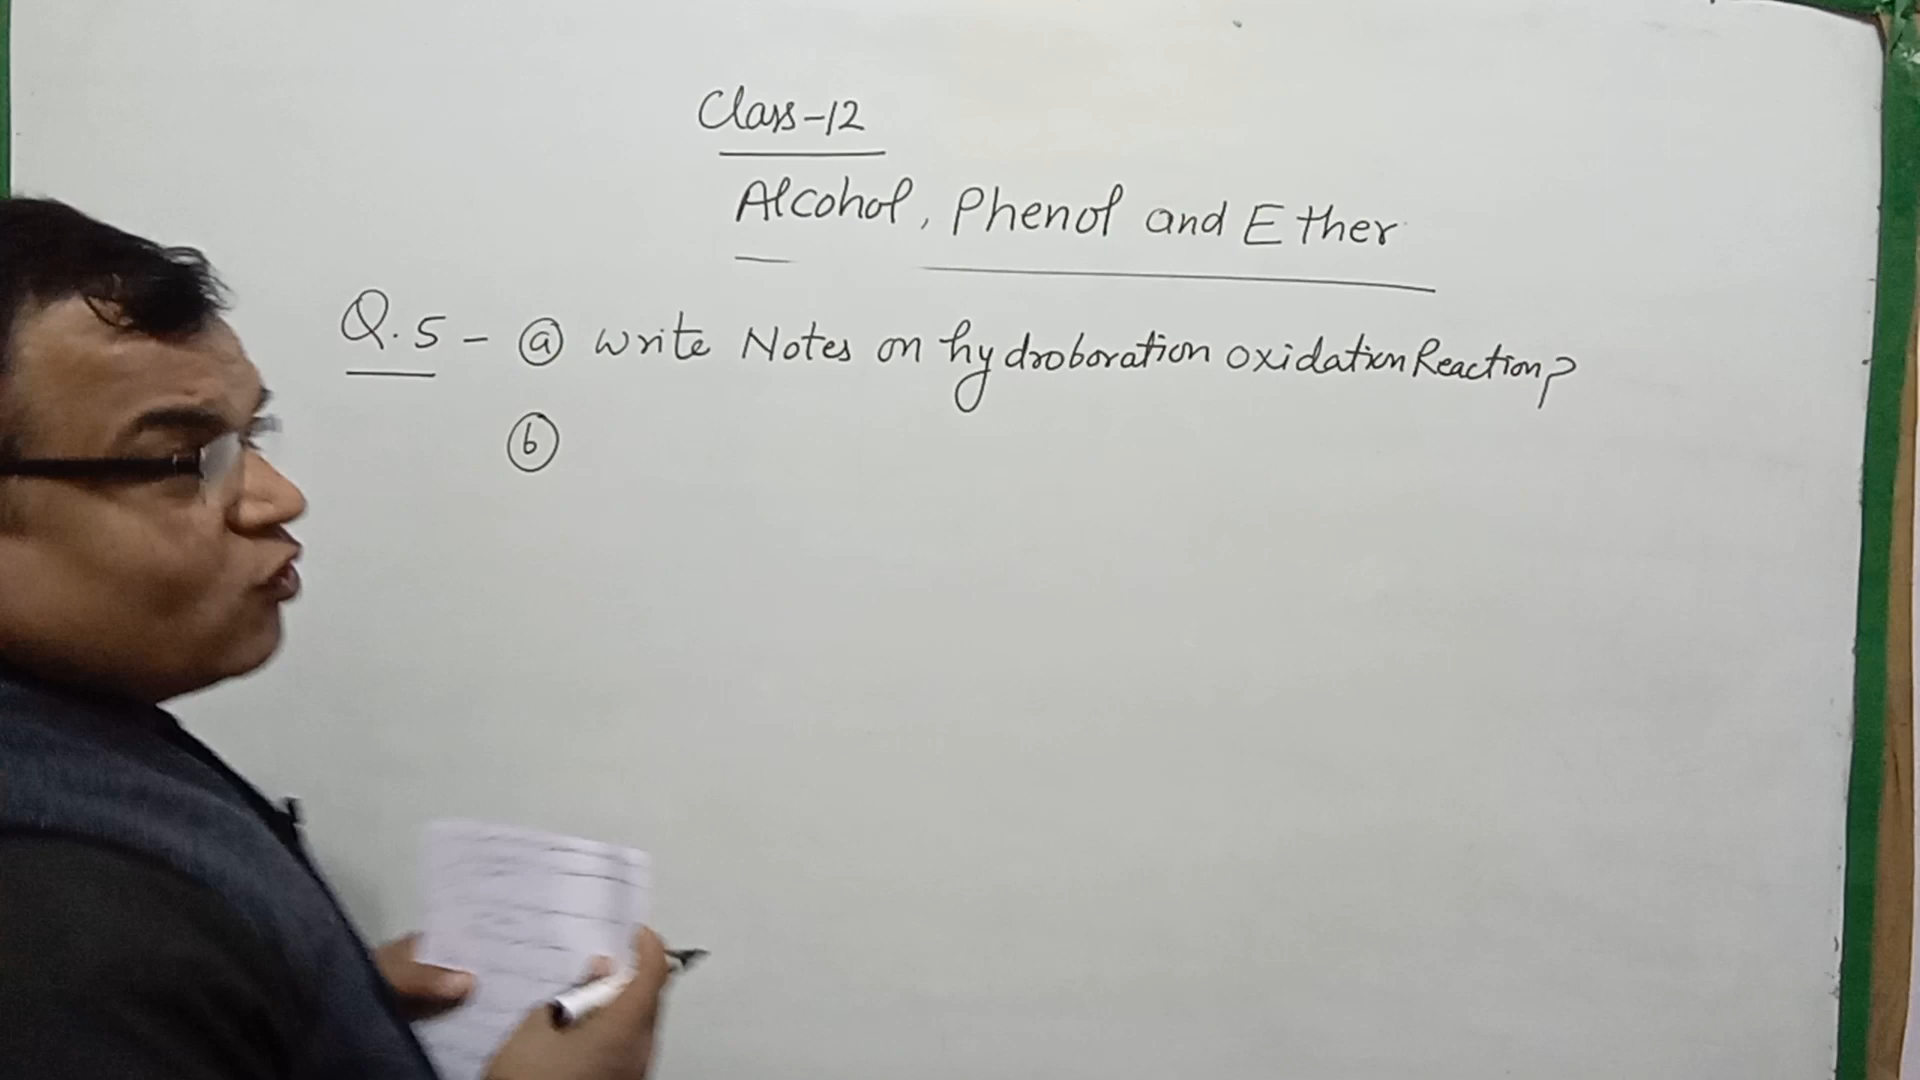 Class-12
Alcohol, Phenol and Ether
Q.5- (a) write Notes on hydroboration oxidation Reaction?
(b)